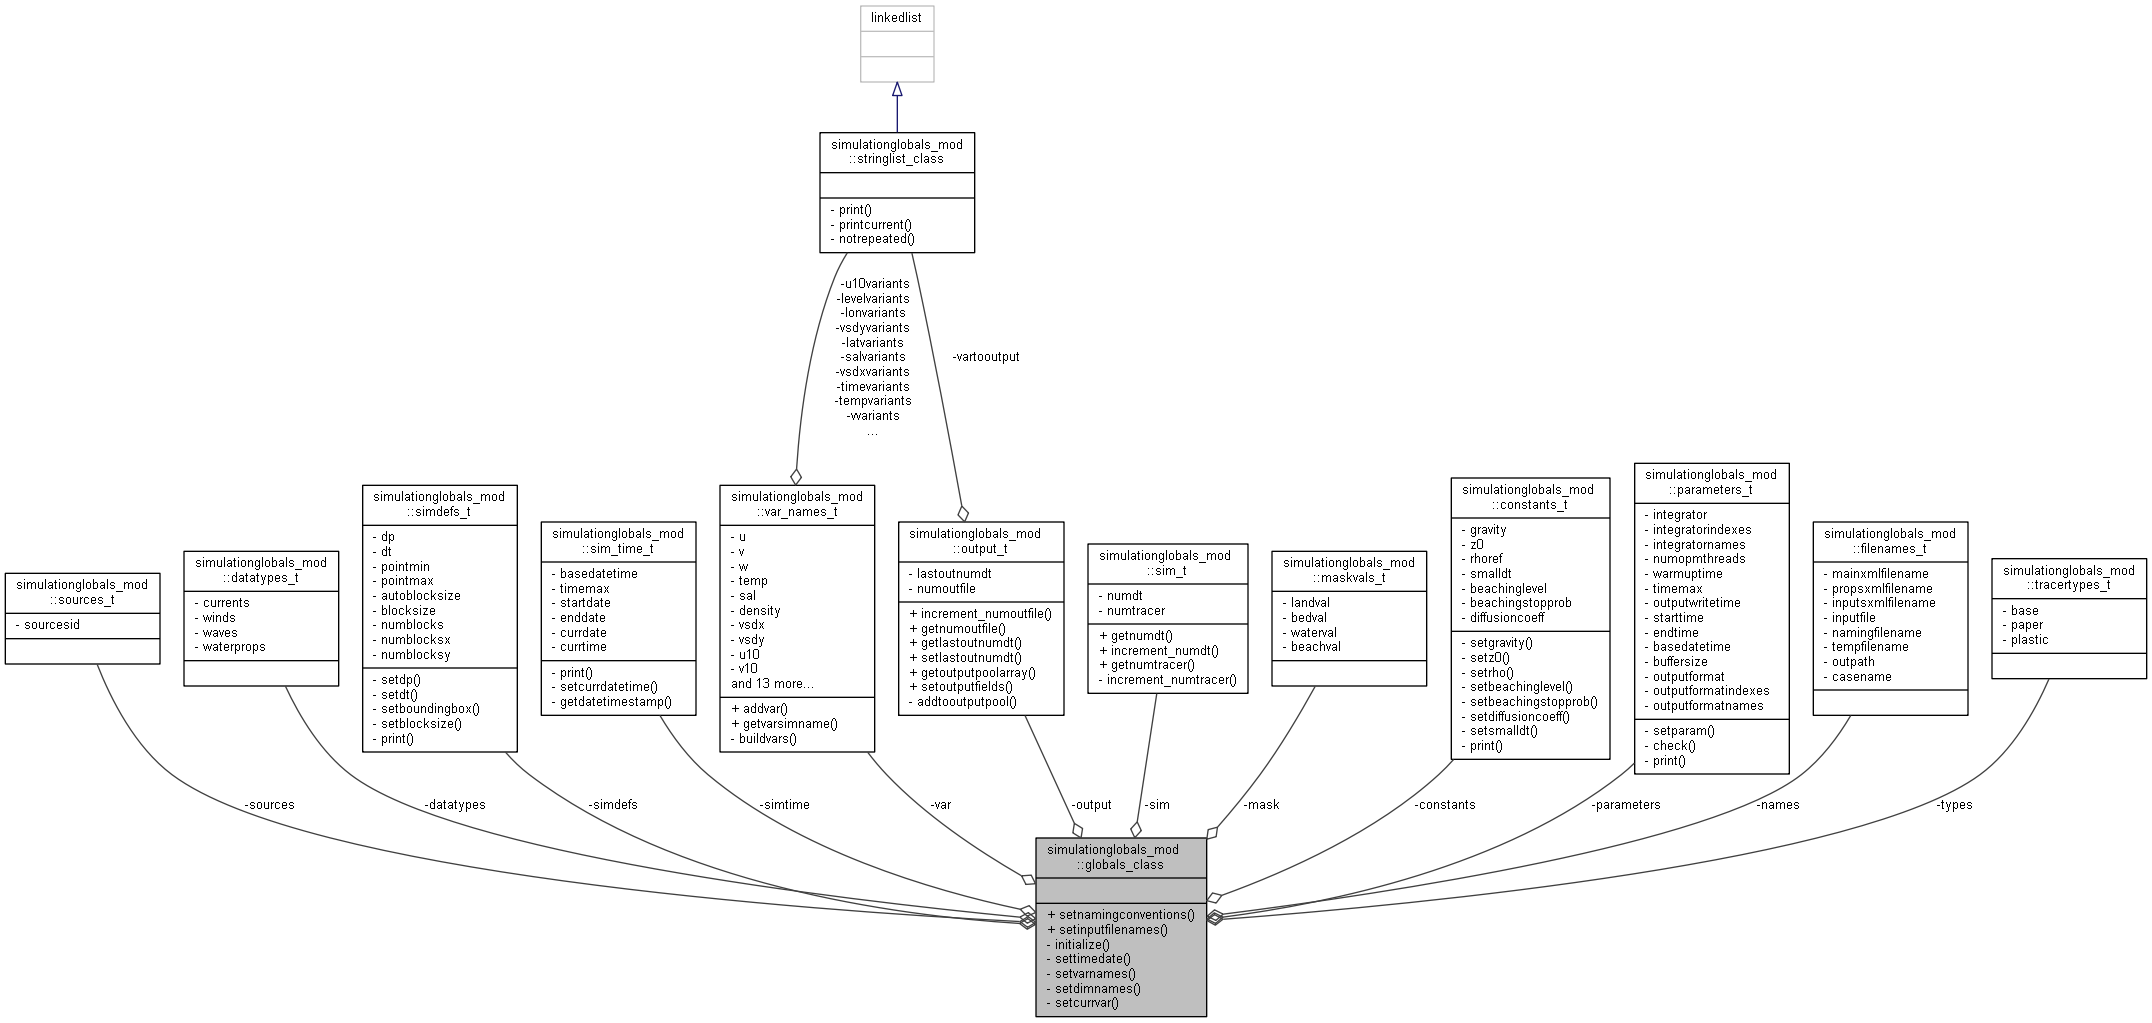 linkedlist
simulationglobals_mod
::stringlist_class
- print()
- printcurrent()
- notrepeated()
-u10variants
-levelvariants
-lonvariants
-vsdyvariants
-latvariants
-salvariants
-vsdxvariants
-timevariants
-tempvariants
-vvariants
...
-vartooutput
simulationglobals_mod
::sources_t
- sourcesid
simulationglobals_mod
::datatypes_t
- currents
- winds
- waves
- waterprops
simulationglobals_mod
::simdefs_t
- dp
- dt
- pointmin
- pointmax
- autoblocksize
- blocksize
- numblocks
- numblocksx
- numblocksy
- setdp()
- setdt()
- setboundingbox()
- setblocksize()
- print()
simulationglobals_mod
::sim_time_t
- basedatetime
- timemax
- startdate
- enddate
- currdate
- currtime
- print()
- setcurrdatetime()
- getdatetimestamp()
simulationglobals_mod
::var_names_t
- u
- v
- w
- temp
- sal
- density
- vsdx
- vsdy
- u10
- v10
and 13 more...
+ addvar()
+ getvarsimname()
- buildvars()
simulationglobals_mod
::output_t
- lastoutnumdt
- numoutfile
+ increment_numoutfile()
+ getnumoutfile()
+ getlastoutnumdt()
+ setlastoutnumdt()
+ getoutputpoolarray()
+ setoutputfields()
- addtooutputpool()
simulationglobals_mod
::sim_t
- numdt
- numtracer
+ getnumdt()
+ increment_numdt()
+ getnumtracer()
- increment_numtracer()
simulationglobals_mod
::maskvals_t
- landval
- bedval
- waterval
- beachval
simulationglobals_mod
::constants_t
- gravity
- z0
- rhoref
- smalldt
- beachinglevel
- beachingstopprob
- diffusioncoeff
- setgravity()
- setz0()
- setrho()
- setbeachinglevel()
- setbeachingstopprob()
- setdiffusioncoeff()
- setsmalldt()
- print()
simulationglobals_mod
::parameters_t
- integrator
- integratorindexes
- integratornames
- numopmthreads
- warmuptime
- timemax
- outputwritetime
- starttime
- endtime
- basedatetime
- buffersize
- outputformat
- outputformatindexes
- outputformatnames
- setparam()
- check()
- print()
simulationglobals_mod
::filenames_t
- mainxmlfilename
- propsxmlfilename
- inputsxmlfilename
- inputfile
- namingfilename
- tempfilename
- outpath
- casename
simulationglobals_mod
::tracertypes_t
- base
- paper
- plastic
-sources
-datatypes
-simdefs
-simtime
-var
-output
-sim
-mask
-constants
-parameters
-names
-types
simulationglobals_mod
::globals_class
+ setnamingconventions()
+ setinputfilenames()
- initialize()
- settimedate()
- setvarnames()
- setdimnames()
- setcurrvar()